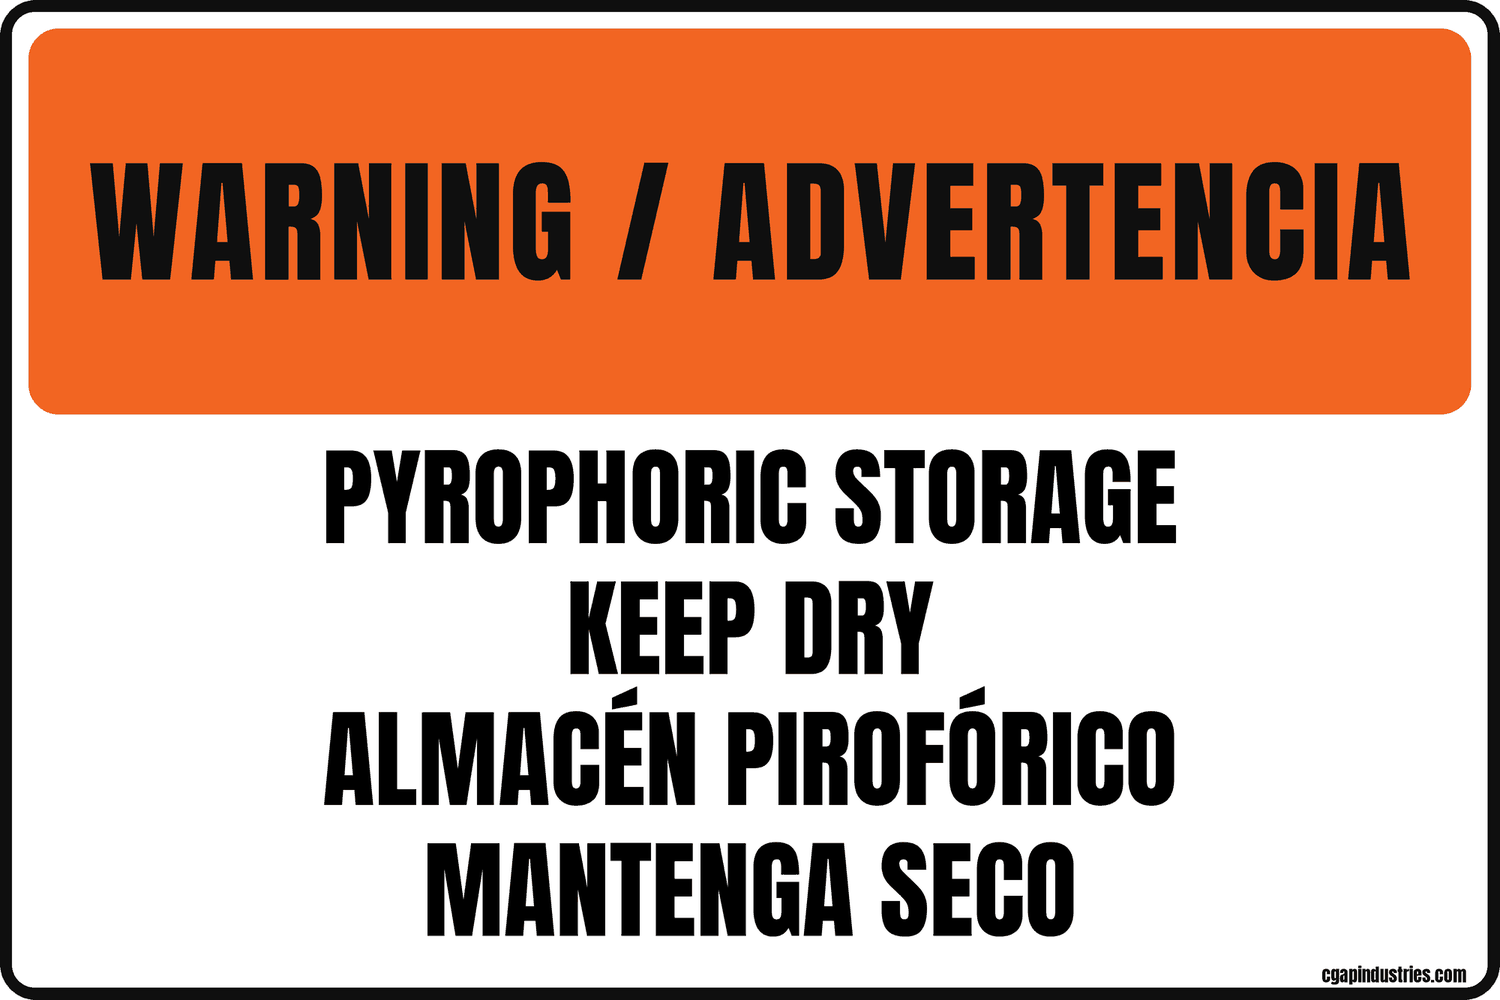 WARNING / ADVERTENCIA
PYROPHORIC STORAGE
KEEP DRY
ALMACÉN PIROFÓRICO
MANTENGA SECO
cgapindustries.com